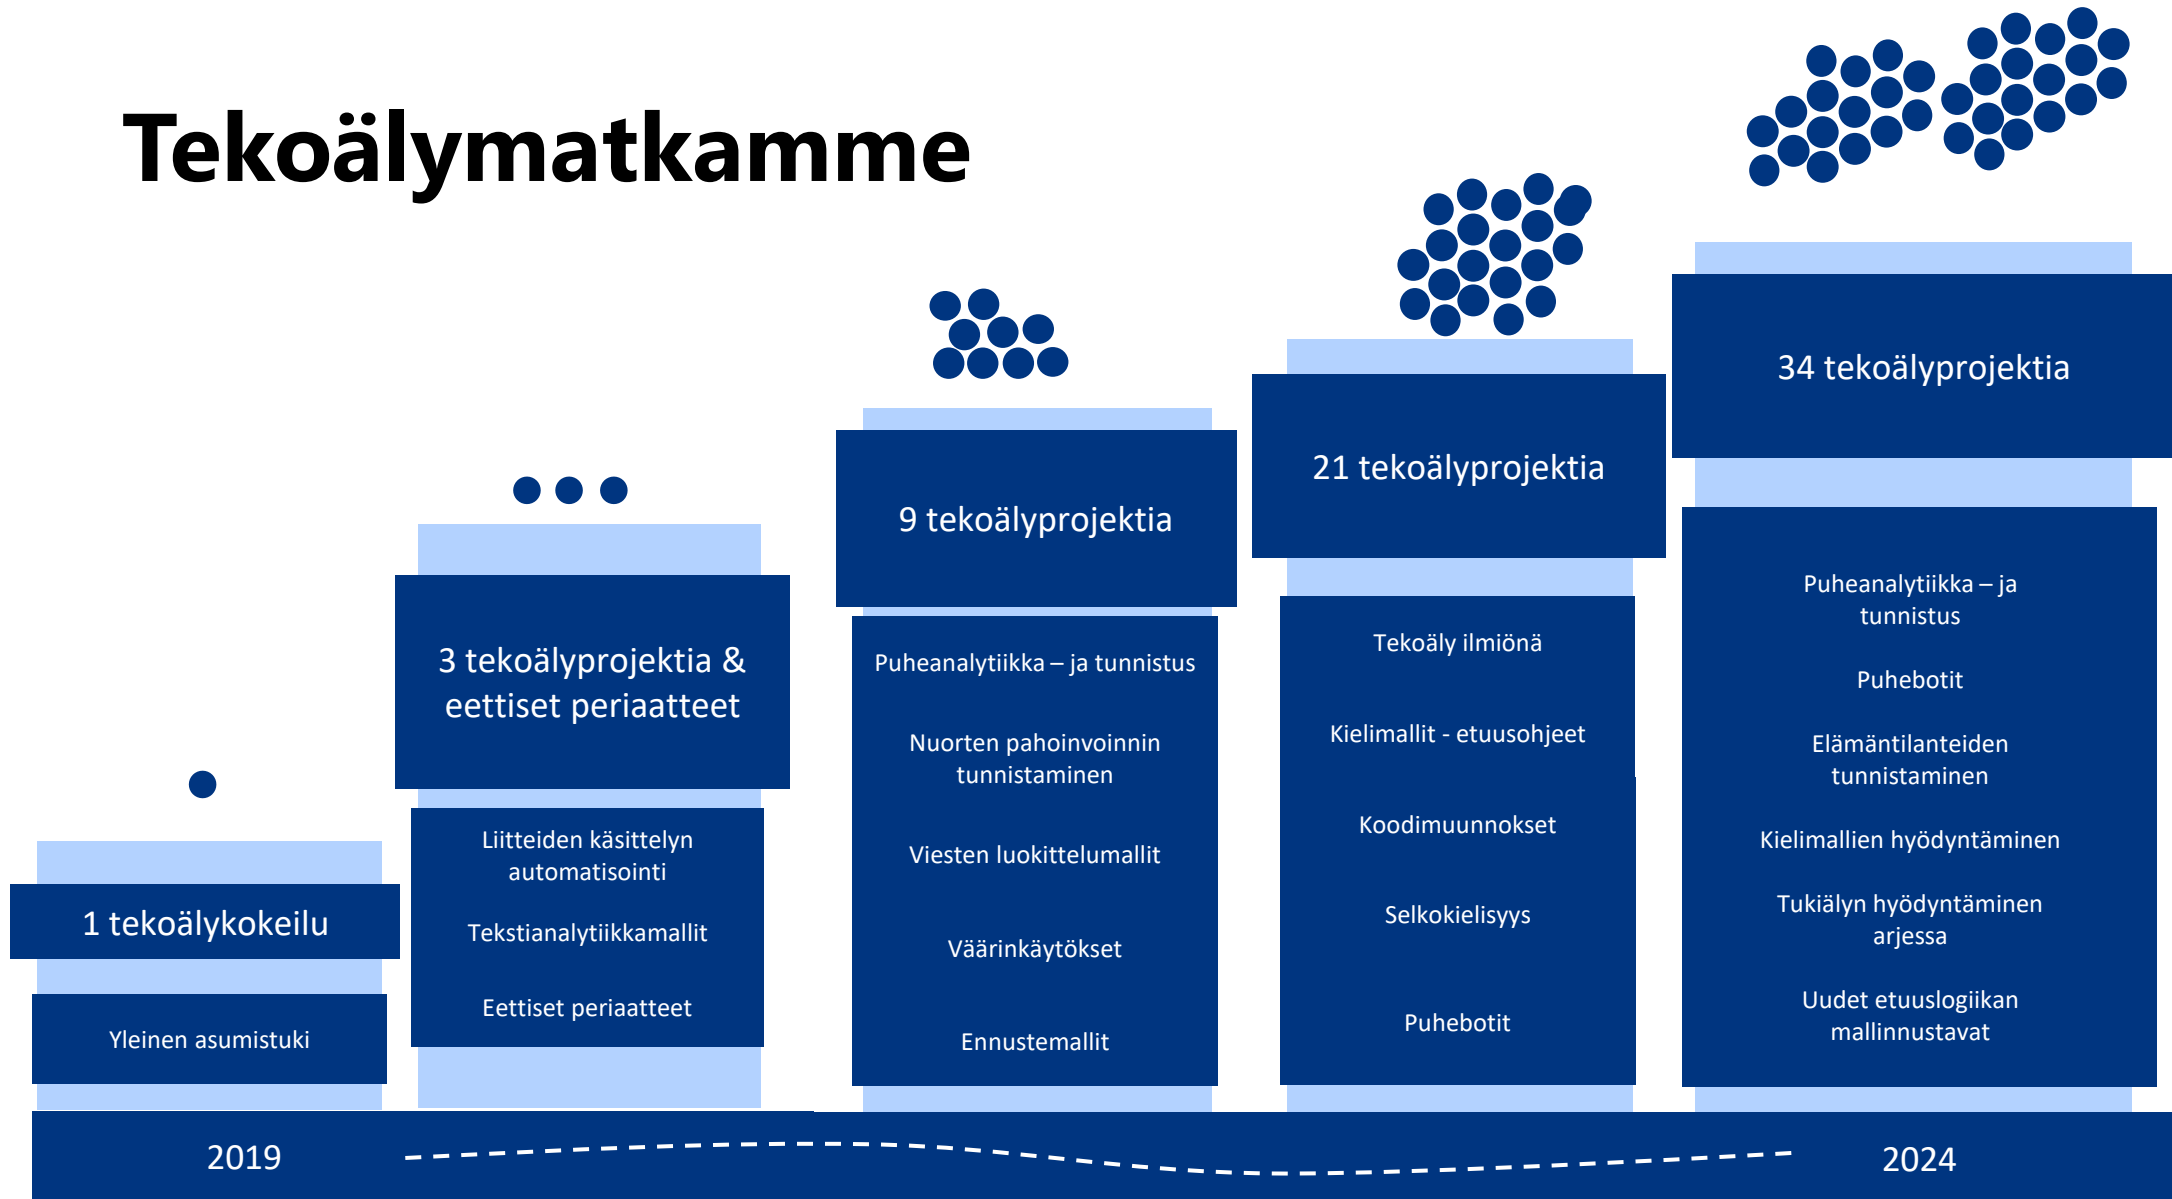 Tekoälymatkamme
1 tekoälykokeilu
Yleinen asumistuki
3 tekoälyprojektia &
eettiset periaatteet
Liitteiden käsittelyn
automatisointi
Tekstianalytiikkamallit
Eettiset periaatteet
9 tekoälyprojektia
Puheanalytiikka – ja tunnistus
Nuorten pahoinvoinnin
tunnistaminen
Viesten luokittelumallit
Väärinkäytökset
Ennustemallit
21 tekoälyprojektia
Tekoäly ilmiönä
Kielimallit - etuusohjeet
Koodimuunnokset
Selkokielisyys
Puhebotit
34 tekoälyprojektia
Puheanalytiikka – ja
tunnistus
Puhebotit
Elämäntilanteiden
tunnistaminen
Kielimallien hyödyntäminen
Tukiälyn hyödyntäminen
arjessa
Uudet etuuslogiikan
mallinnustavat
2019
2024